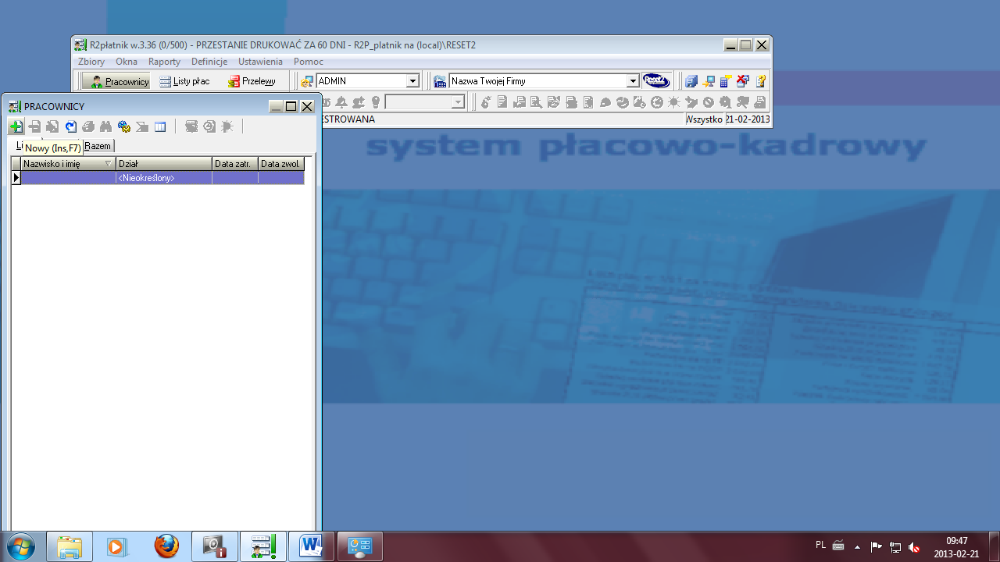 R2płatnik w.3.36 (0/500) - PRZESTANIE DRUKOWAĆ ZA 60 DNI - R2P_platnik na (local)\RESET2
Zbiory Okna Raporty Definicje Ustawienia Pomoc
Pracownicy Listy płac Przelewy ADMIN Nazwa Twojej Firmy Reset2
PRACOWNICY
ESTROWANA Wszystko 21-02-2013
Nowy (Ins,F7) Razem
system płacowo-kadrowy
Nazwisko i imię Dział Data zatr. Data zwol.
<Nieokreślony>
PL 09:47
2013-02-21